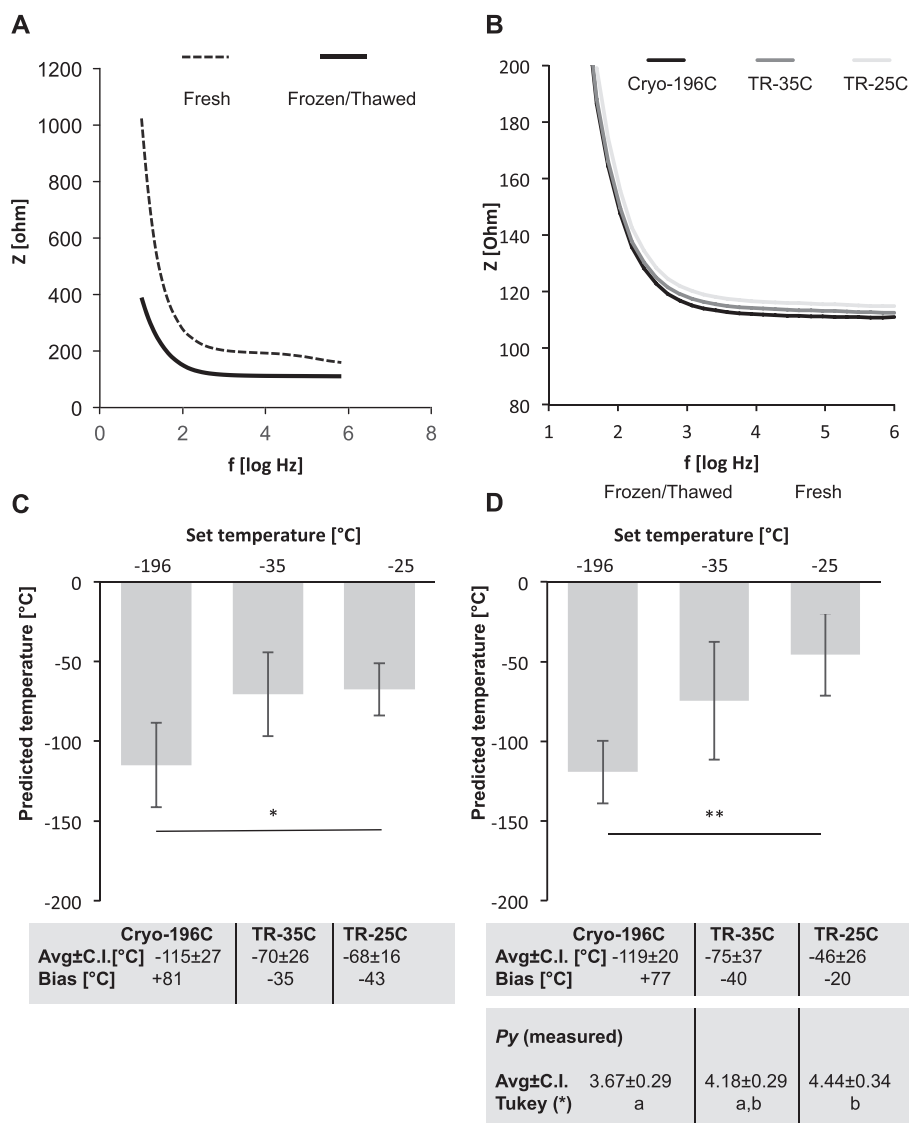 A
Fresh
Frozen/Thawed
1200
1000
800
600
400
200
0
Z [ohm]
0 2 4 6 8
f [log Hz]
B
Cryo-196C TR-35C TR-25C
200
180
160
140
120
100
80
Z [Ohm]
1 2 3 4 5 6
f [log Hz]
Frozen/Thawed Fresh
C
Set temperature [°C]
-196 -35 -25
0
-50
-100
-150
-200
Predicted temperature [°C]
*
Cryo-196C TR-35C TR-25C
Avg±C.I.[°C] -115±27 -70±26 -68±16
Bias [°C] +81 -35 -43
D
Set temperature [°C]
-196 -35 -25
0
-50
-100
-150
-200
Predicted temperature [°C]
**
Cryo-196C TR-35C TR-25C
Avg±C.I. [°C] -119±20 -75±37 -46±26
Bias [°C] +77 -40 -20
Py (measured)
Avg±C.I. 3.67±0.29 4.18±0.29 4.44±0.34
Tukey (*) a a,b b